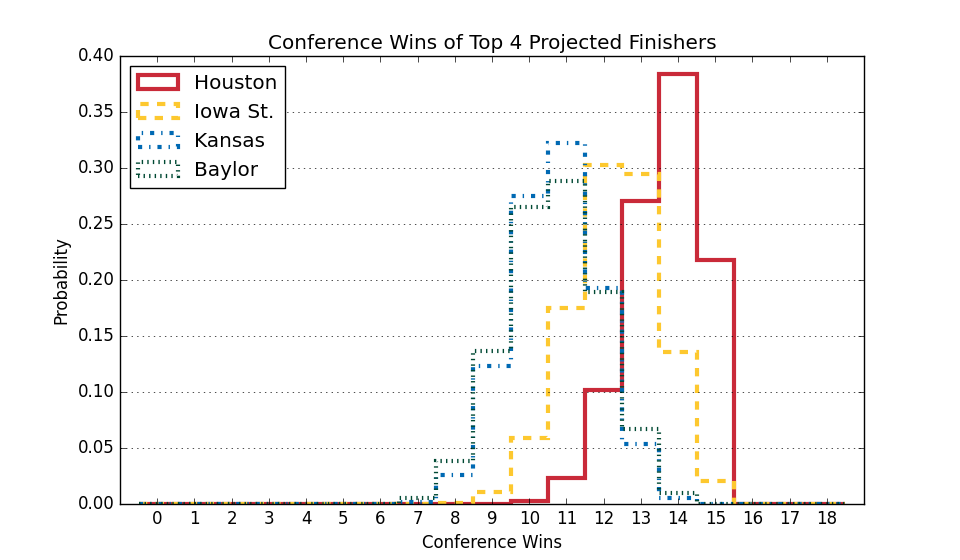 Conference Wins of Top 4 Projected Finishers
0.40
0.35
0.30
0.25
0.20
0.15
0.10
0.05
0.00
Probability
Houston
Iowa St.
Kansas
Baylor
0 1 2 3 4 5 6 7 8 9 10 11 12 13 14 15 16 17 18
Conference Wins